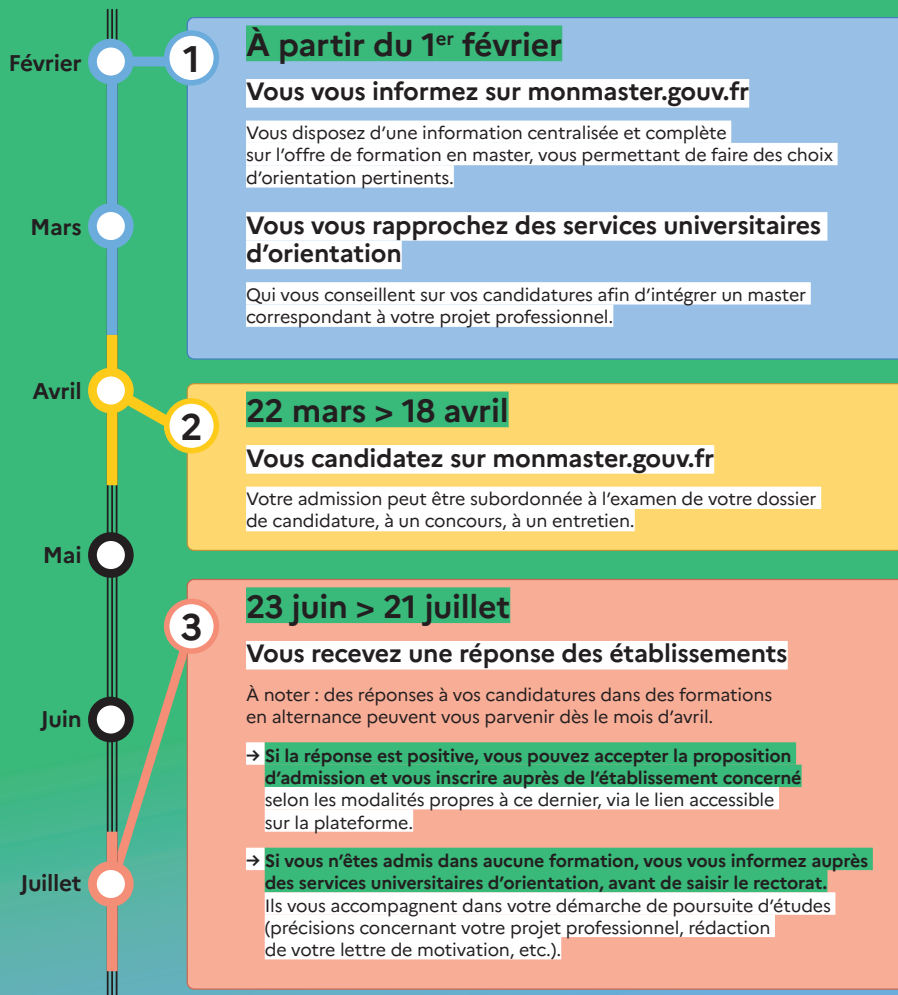 Février
1
À partir du 1er février
Vous vous informez sur monmaster.gouv.fr
Vous disposez d'une information centralisée et complète
sur l'offre de formation en master, vous permettant de faire des choix
d'orientation pertinents.
Mars
Vous vous rapprochez des services universitaires
d'orientation
Qui vous conseillent sur vos candidatures afin d'intégrer un master
correspondant à votre projet professionnel.
Avril
2
22 mars > 18 avril
Vous candidatez sur monmaster.gouv.fr
Votre admission peut être subordonnée à l'examen de votre dossier
de candidature, à un concours, à un entretien.
Mai
3
23 juin > 21 juillet
Vous recevez une réponse des établissements
À noter : des réponses à vos candidatures dans des formations
en alternance peuvent vous parvenir dès le mois d'avril.
Juin
→ Si la réponse est positive, vous pouvez accepter la proposition
d'admission et vous inscrire auprès de l'établissement concerné
selon les modalités propres à ce dernier, via le lien accessible
sur la plateforme.
Juillet
→ Si vous n'êtes admis dans aucune formation, vous vous informez auprès
des services universitaires d'orientation, avant de saisir le rectorat.
Ils vous accompagnent dans votre démarche de poursuite d'études
(précisions concernant votre projet professionnel, rédaction
de votre lettre de motivation, etc.).